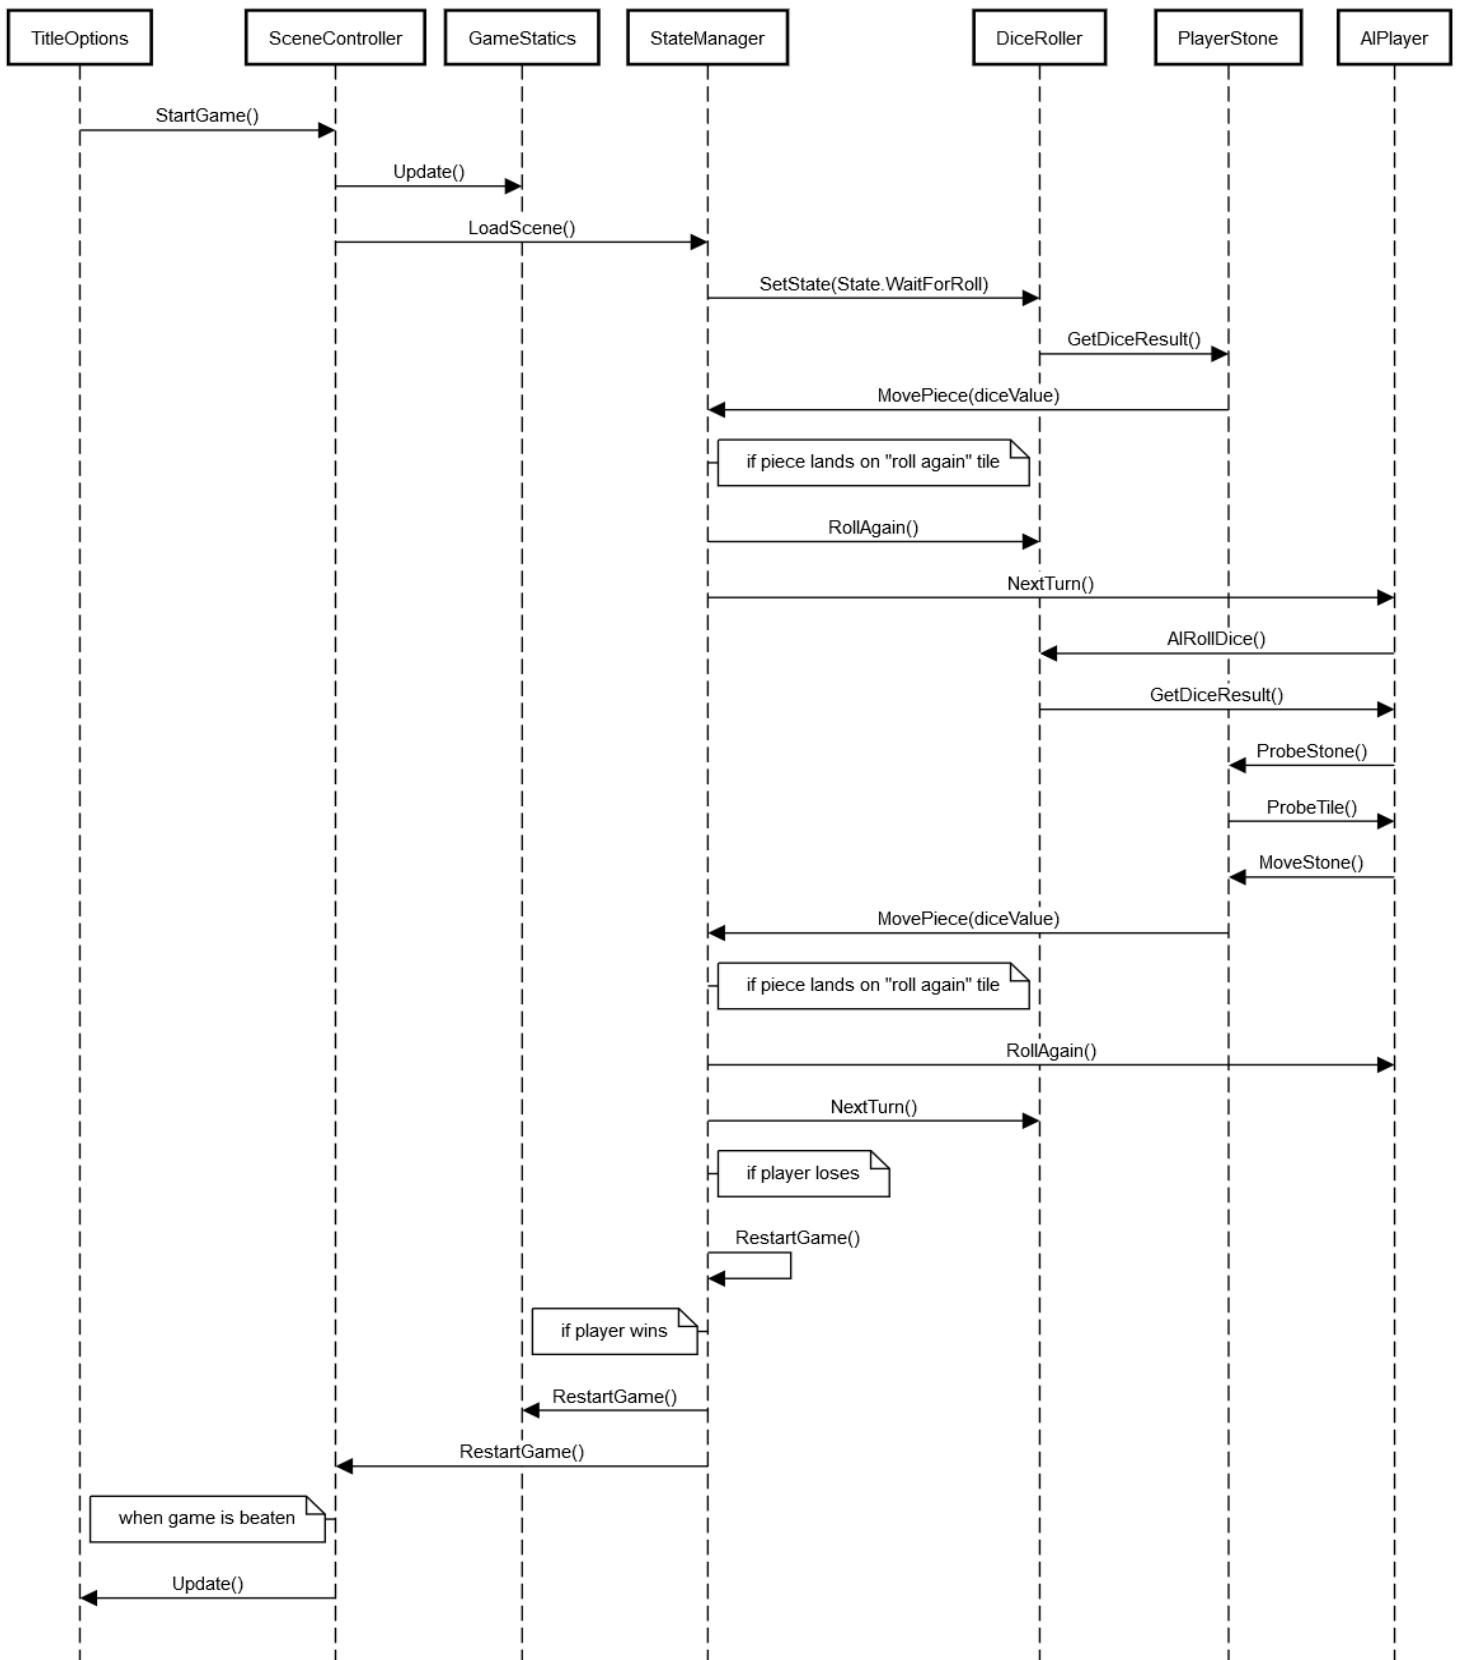 TitleOptions
SceneController
GameStatics
StateManager
DiceRoller
PlayerStone
AIPlayer
StartGame()
Update()
LoadScene()
SetState(State.WaitForRoll)
GetDiceResult()
MovePiece(diceValue)
if piece lands on "roll again" tile
RollAgain()
NextTurn()
AIRollDice()
GetDiceResult()
ProbeStone()
ProbeTile()
MoveStone()
MovePiece(diceValue)
if piece lands on "roll again" tile
RollAgain()
NextTurn()
if player loses
RestartGame()
if player wins
RestartGame()
RestartGame()
when game is beaten
Update()